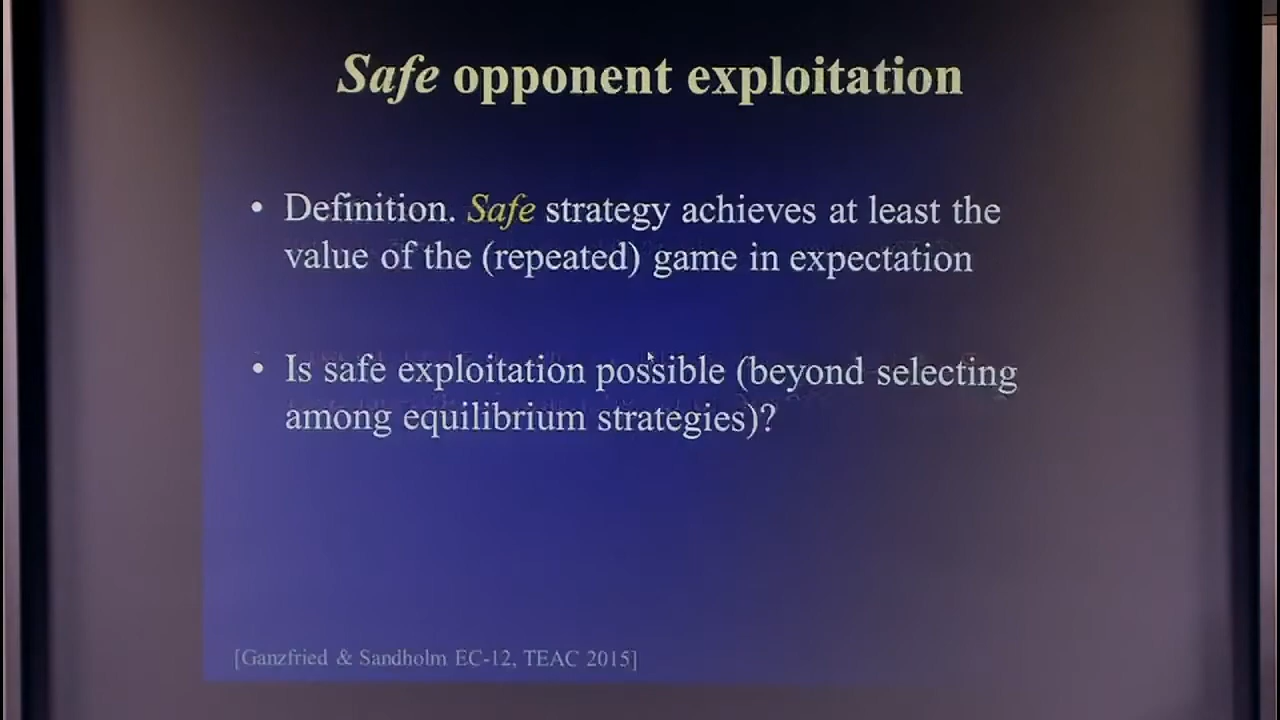 Safe opponent exploitation
• Definition. Safe strategy achieves at least the
value of the (repeated) game in expectation
• Is safe exploitation possible (beyond selecting
among equilibrium strategies)?
[Ganzfried & Sandholm EC-12, TEAC 2015]